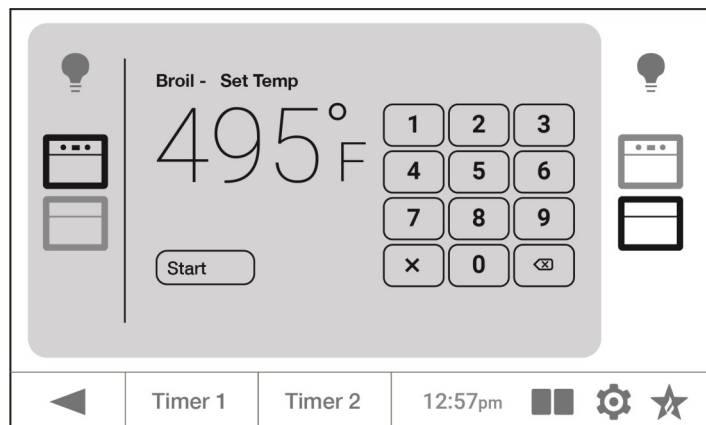 Broil - Set Temp
495°F
1 2 3
4 5 6
7 8 9
× 0
Start
Timer 1 Timer 2 12:57pm